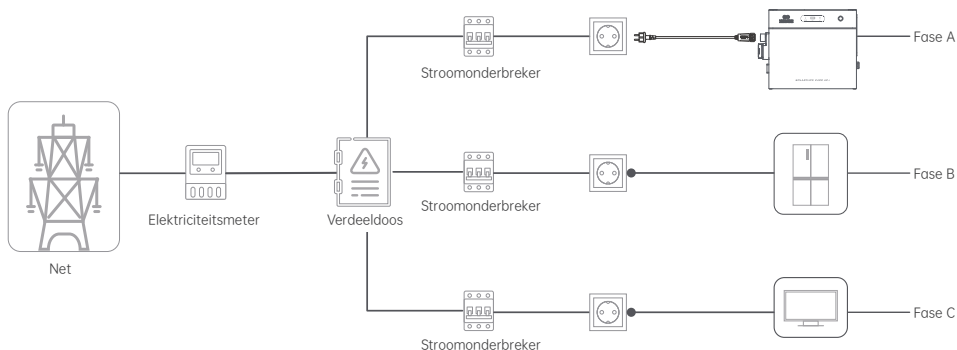 Stroomonderbreker
Fase A
Net
Elektriciteitsmeter
Verdeeldoos
Stroomonderbreker
Fase B
Stroomonderbreker
Fase C